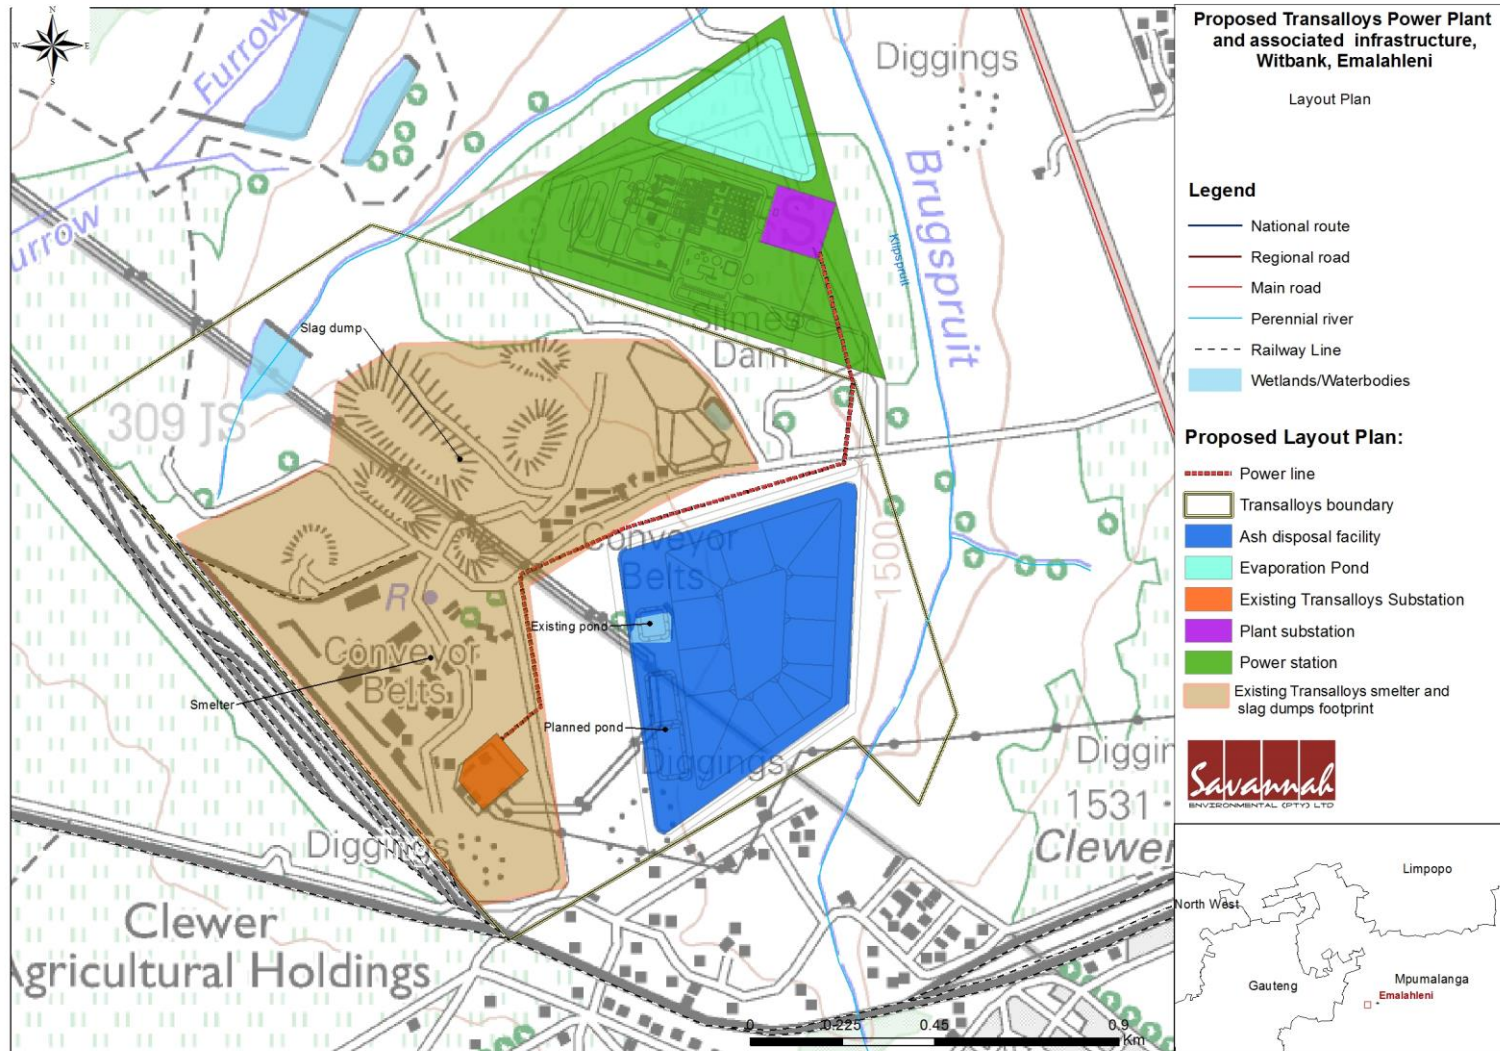 N
W
E
S
Furrow
Furrow
Diggings
Brugspruit
Klipspruit
Slimes
Dam
S
Slag dump
309 JS
Conveyor
Belts
1500
R
Existing pond
Conveyor
Belts
Smelter
Planned pond
Diggings
Diggin
1531
Clewer
Diggings
Clewer
Agricultural Holdings
0
0.225
0.45
0.9
Km
Proposed Transalloys Power Plant
and associated infrastructure,
Witbank, Emalahleni
Layout Plan
Legend
National route
Regional road
Main road
Perennial river
Railway Line
Wetlands/Waterbodies
Proposed Layout Plan:
Power line
Transalloys boundary
Ash disposal facility
Evaporation Pond
Existing Transalloys Substation
Plant substation
Power station
Existing Transalloys smelter and
slag dumps footprint
Savannah
ENVIRONMENTAL (PTY) LTD
Limpopo
North West
Gauteng
Mpumalanga
Emalahleni